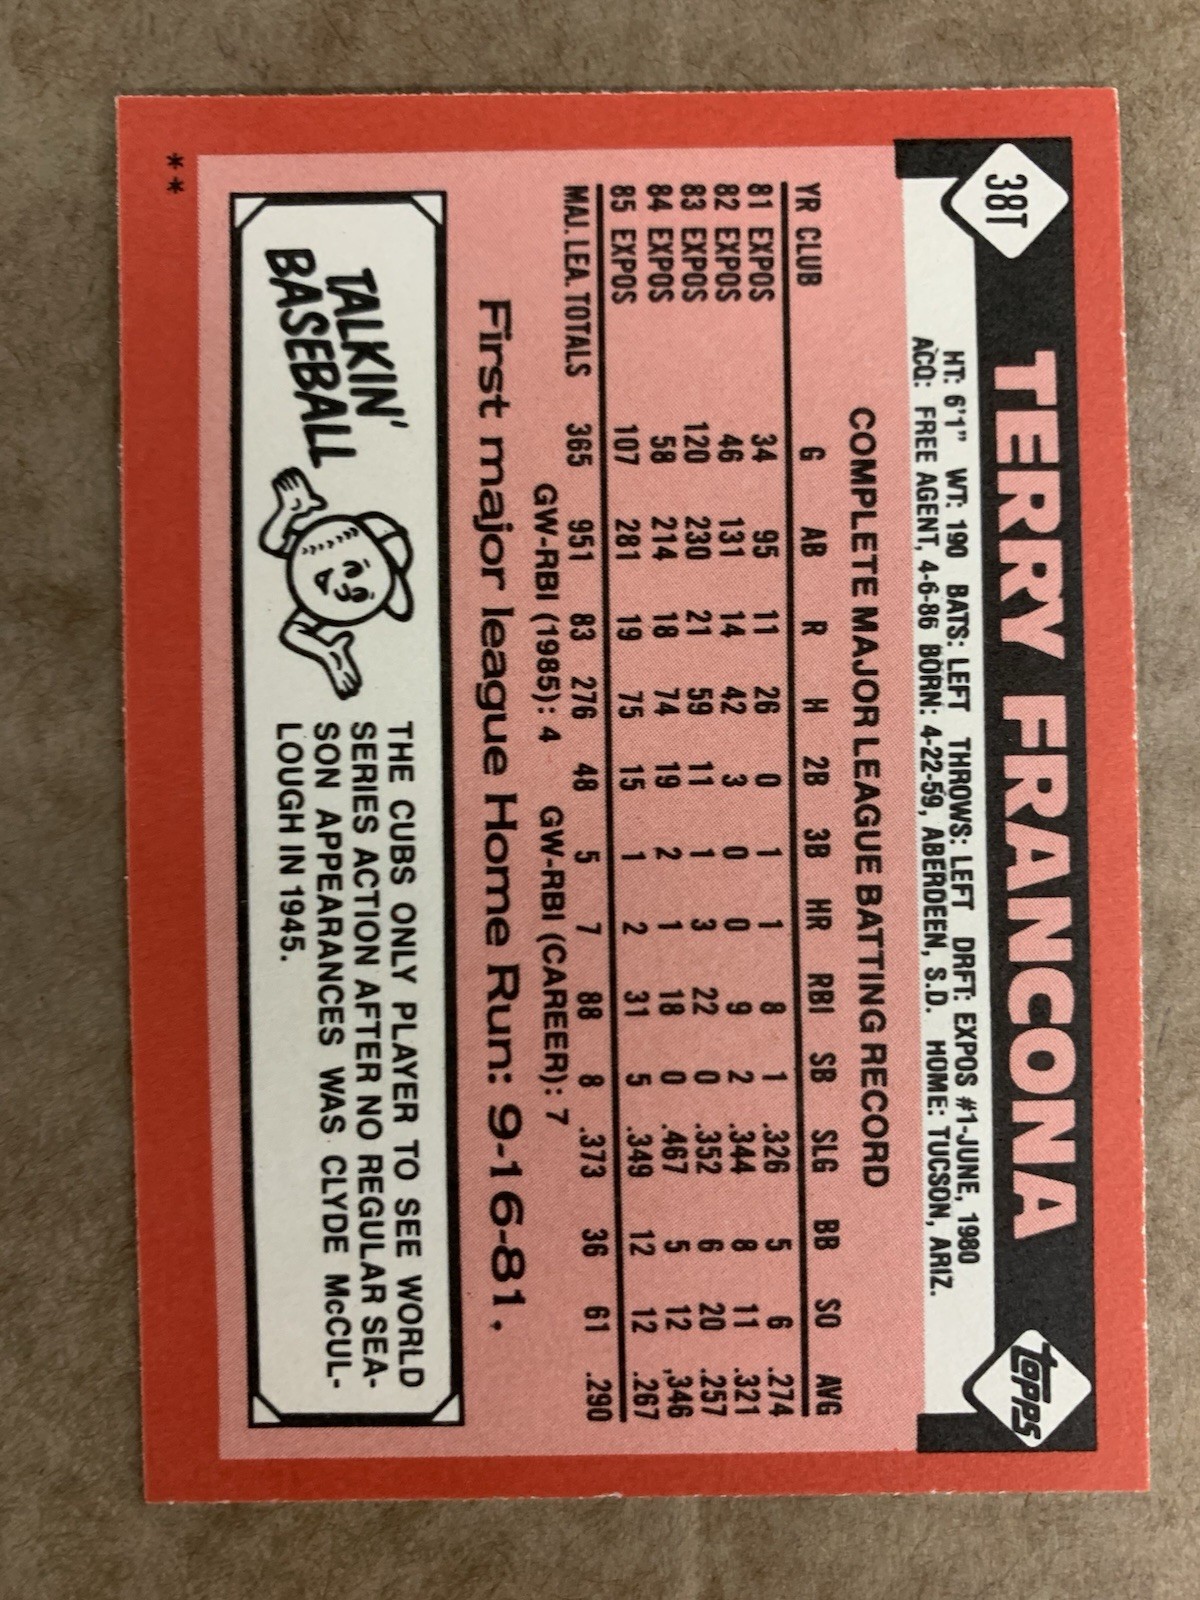 38T
TERRY FRANCONA
topps
HT: 6'1" WT: 190 BATS: LEFT THROWS: LEFT DRFT: EXPOS #1-JUNE, 1980
ACQ: FREE AGENT, 4-6-86 BORN: 4-22-59, ABERDEEN, S.D. HOME: TUCSON, ARIZ.
COMPLETE MAJOR LEAGUE BATTING RECORD
YR CLUB G AB R H 2B 3B HR RBI SB SLG BB SO AVG
81 EXPOS 34 95 11 26 0 1 1 8 1 .326 5 6 .274
82 EXPOS 46 131 14 42 3 0 0 9 2 .344 8 11 .321
83 EXPOS 120 230 21 59 11 1 3 22 0 .352 6 20 .257
84 EXPOS 58 214 18 74 19 2 1 18 0 .467 5 12 .346
85 EXPOS 107 281 19 75 15 1 2 31 5 .349 12 12 .267
MAJ. LEA. TOTALS 365 951 83 276 48 5 7 88 8 .373 36 61 .290
GW-RBI (1985): 4 GW-RBI (CAREER): 7
First major league Home Run: 9-16-81.
TALKIN'
BASEBALL
THE CUBS ONLY PLAYER TO SEE WORLD
SERIES ACTION AFTER NO REGULAR SEA-
SON APPEARANCES WAS CLYDE McCUL-
LOUGH IN 1945.
**